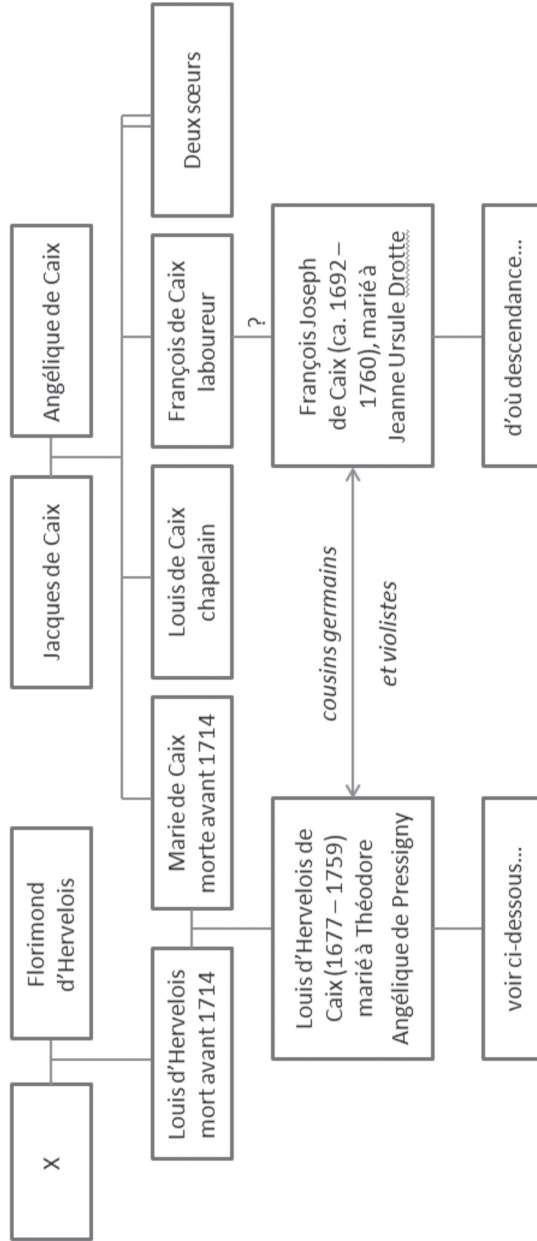 X
Florimond
d'Hervelois
Jacques de Caix
Angélique de Caix
Louis d'Hervelois
mort avant 1714
Marie de Caix
morte avant 1714
Louis de Caix
chapelain
François de Caix
laboureur
Deux sœurs
?
Louis d'Hervelois de
Caix (1677 – 1759)
marié à Théodore
Angélique de Pressigny
cousins germains
et violistes
François Joseph
de Caix (ca. 1692 –
1760), marié à
Jeanne Ursule Drotte
voir ci-dessous...
d'où descendance...